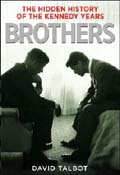 THE HIDDEN HISTORY
OF THE KENNEDY YEARS
BROTHERS
DAVID TALBOT